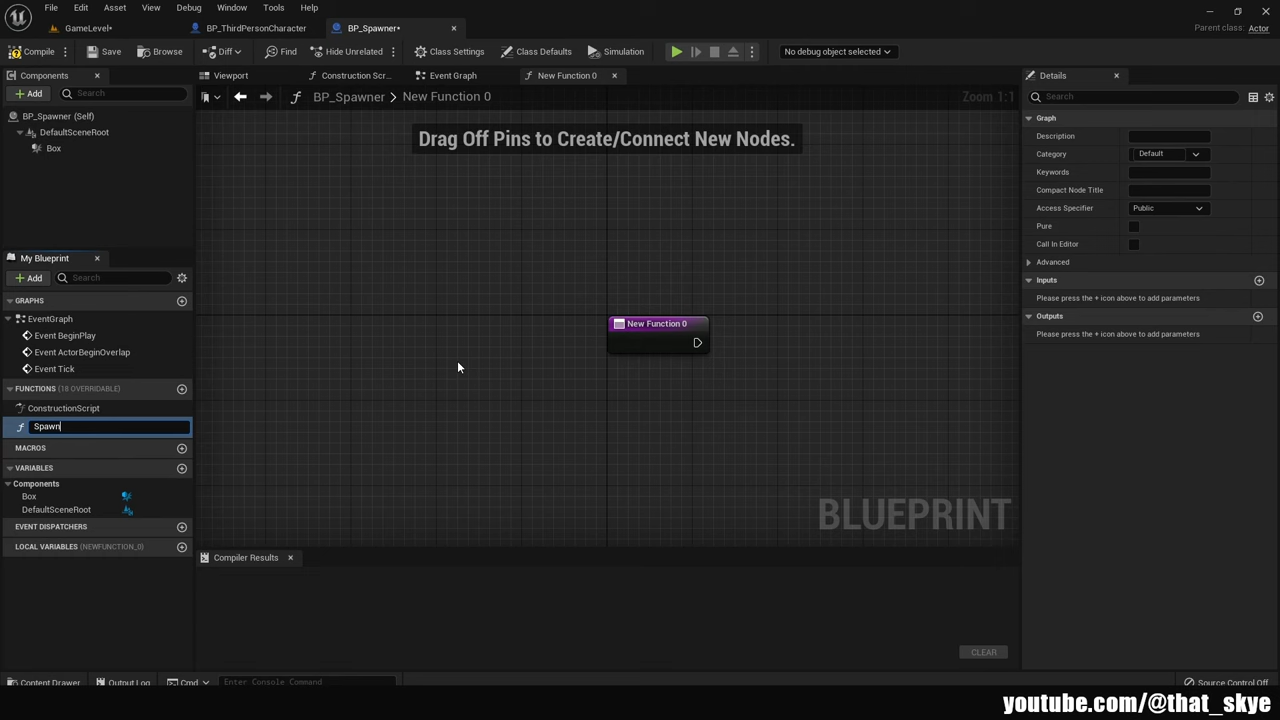 File Edit Asset View Debug Window Tools Help
GameLevel* BP_ThirdPersonCharacter BP_Spawner* Parent class: Actor
Compile Save Browse Diff Find Hide Unrelated Class Settings Class Defaults Simulation No debug object selected
Components Viewport Construction Scr... Event Graph New Function 0 Details
Add Search BP_Spawner > New Function 0 Zoom 1:1 Search
BP_Spawner (Self) Graph
DefaultSceneRoot Description
Box Drag Off Pins to Create/Connect New Nodes. Category Default
Keywords
Compact Node Title
Access Specifier Public
Pure
Call In Editor
My Blueprint Advanced
Add Search Inputs
GRAPHS Please press the + icon above to add parameters
EventGraph New Function 0 Outputs
Event BeginPlay Please press the + icon above to add parameters
Event ActorBeginOverlap
Event Tick
FUNCTIONS (18 OVERRIDABLE)
ConstructionScript
Spawn
MACROS
VARIABLES
Components
Box
DefaultSceneRoot BLUEPRINT
EVENT DISPATCHERS
LOCAL VARIABLES (NEWFUNCTION_0)
Compiler Results
CLEAR
Content Drawer Output Log Cmd Enter Console Command Source Control Off
youtube.com/@that_skye